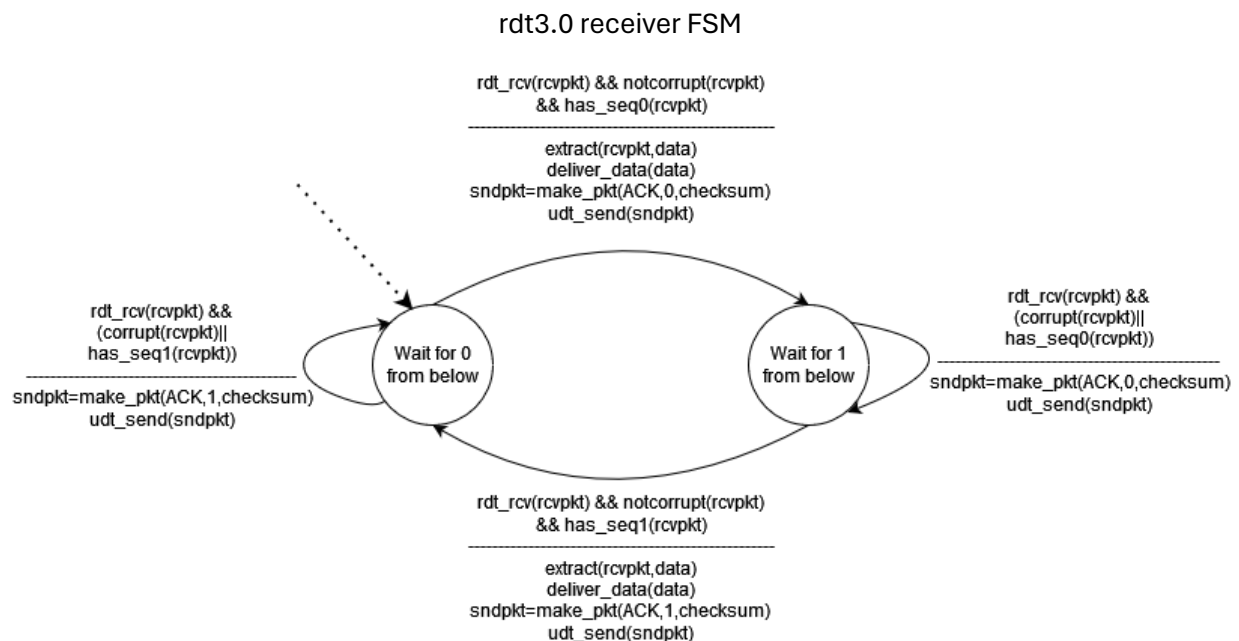 rdt3.0 receiver FSM
rdt_rcv(rcvpkt) && notcorrupt(rcvpkt)
&& has_seq0(rcvpkt)
extract(rcvpkt,data)
deliver_data(data)
sndpkt=make_pkt(ACK,0,checksum)
udt_send(sndpkt)
rdt_rcv(rcvpkt) &&
(corrupt(rcvpkt)||
has_seq1(rcvpkt))
sndpkt=make_pkt(ACK,1,checksum)
udt_send(sndpkt)
Wait for 0
from below
Wait for 1
from below
rdt_rcv(rcvpkt) &&
(corrupt(rcvpkt)||
has_seq0(rcvpkt))
sndpkt=make_pkt(ACK,0,checksum)
udt_send(sndpkt)
rdt_rcv(rcvpkt) && notcorrupt(rcvpkt)
&& has_seq1(rcvpkt)
extract(rcvpkt,data)
deliver_data(data)
sndpkt=make_pkt(ACK,1,checksum)
udt_send(sndpkt)